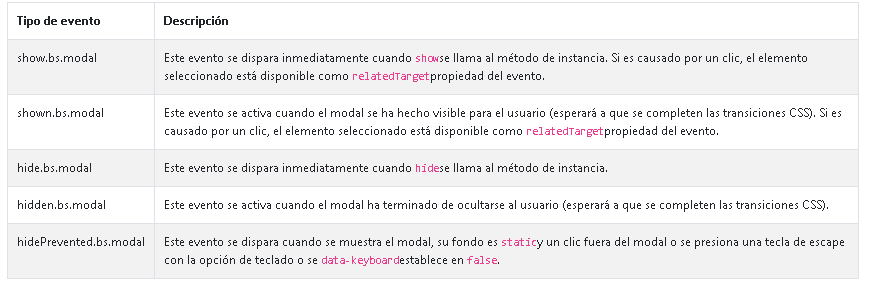 Tipo de evento Descripción
show.bs.modal Este evento se dispara inmediatamente cuando showse llama al método de instancia. Si es causado por un clic, el elemento
seleccionado está disponible como relatedTargetpropiedad del evento.
shown.bs.modal Este evento se activa cuando el modal se ha hecho visible para el usuario (esperará a que se completen las transiciones CSS). Si es
causado por un clic, el elemento seleccionado está disponible como relatedTargetpropiedad del evento.
hide.bs.modal Este evento se dispara inmediatamente cuando hidese llama al método de instancia.
hidden.bs.modal Este evento se activa cuando el modal ha terminado de ocultarse al usuario (esperará a que se completen las transiciones CSS).
hidePrevented.bs.modal Este evento se dispara cuando se muestra el modal, su fondo es staticy un clic fuera del modal o se presiona una tecla de escape
con la opción de teclado o se data-keyboardestablece en false.